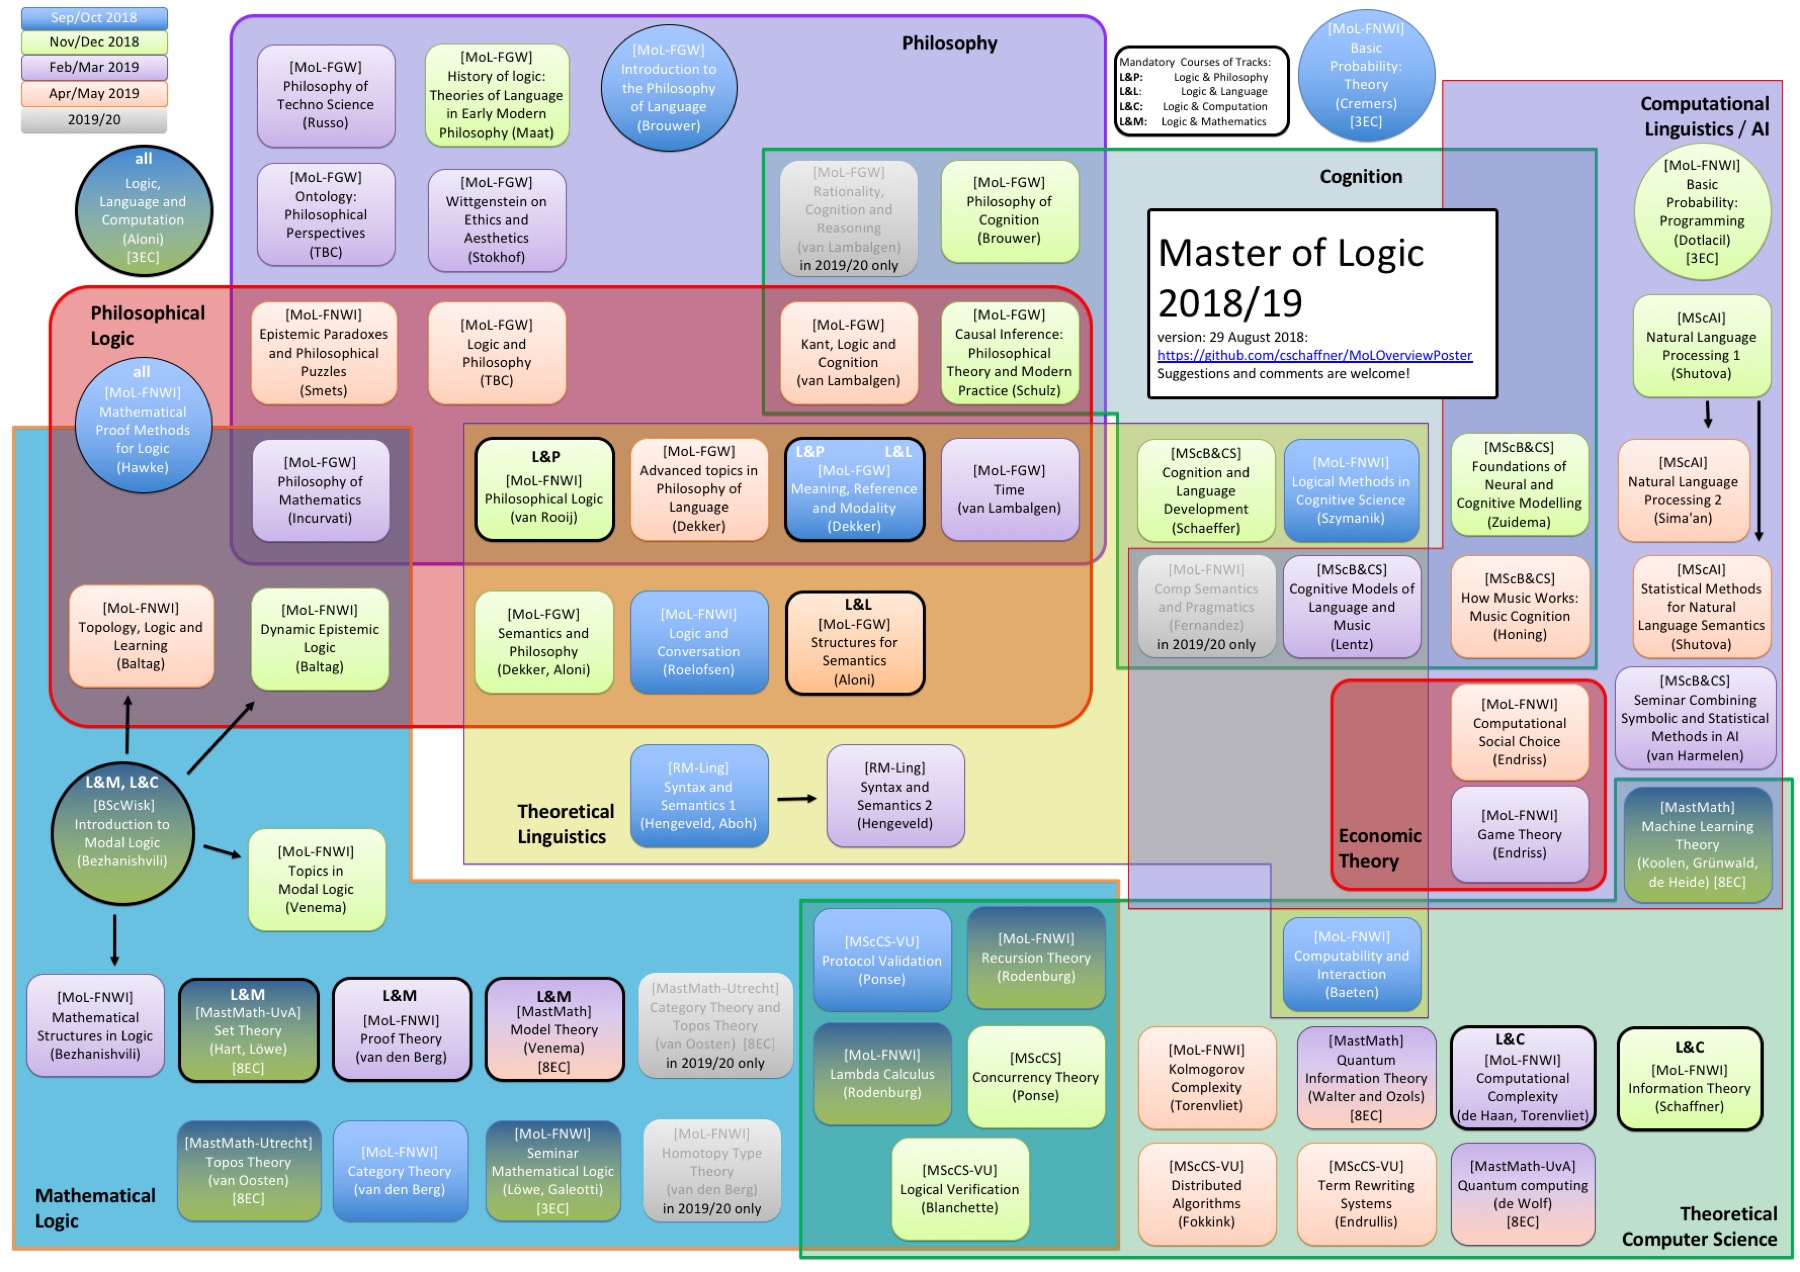 Sep/Oct 2018
Nov/Dec 2018
Feb/Mar 2019
Apr/May 2019
2019/20
all
Logic,
Language and
Computation
(Aloni)
[3EC]
Philosophy
[MoL-FGW]
Philosophy of
Techno Science
(Russo)
[MoL-FGW]
History of logic:
Theories of Language
in Early Modern
Philosophy (Maat)
[MoL-FGW]
Introduction to
the Philosophy
of Language
(Brouwer)
Mandatory Courses of Tracks:
L&P: Logic & Philosophy
L&L: Logic & Language
L&C: Logic & Computation
L&M: Logic & Mathematics
[MoL-FNWI]
Basic
Probability:
Theory
(Cremers)
[3EC]
Computational
Linguistics / AI
[MoL-FNWI]
Basic
Probability:
Programming
(Dotlacil)
[3EC]
[MoL-FGW]
Ontology:
Philosophical
Perspectives
(TBC)
[MoL-FGW]
Wittgenstein on
Ethics and
Aesthetics
(Stokhof)
[MoL-FGW]
Rationality,
Cognition and
Reasoning
(van Lambalgen)
in 2019/20 only
[MoL-FGW]
Philosophy of
Cognition
(Brouwer)
Cognition
Master of Logic
2018/19
version: 29 August 2018:
https://github.com/cschaffner/MoLOverviewPoster
Suggestions and comments are welcome!
Philosophical
Logic
[MoL-FNWI]
Epistemic Paradoxes
and Philosophical
Puzzles
(Smets)
[MoL-FGW]
Logic and
Philosophy
(TBC)
[MoL-FGW]
Kant, Logic and
Cognition
(van Lambalgen)
[MoL-FGW]
Causal Inference:
Philosophical
Theory and Modern
Practice (Schulz)
[MScAI]
Natural Language
Processing 1
(Shutova)
all
[MoL-FNWI]
Mathematical
Proof Methods
for Logic
(Hawke)
[MoL-FGW]
Philosophy of
Mathematics
(Incurvati)
L&P
[MoL-FNWI]
Philosophical Logic
(van Rooij)
[MoL-FGW]
Advanced topics in
Philosophy of
Language
(Dekker)
L&P L&L
[MoL-FGW]
Meaning, Reference
and Modality
(Dekker)
[MoL-FGW]
Time
(van Lambalgen)
[MScB&CS]
Cognition and
Language
Development
(Schaeffer)
[MoL-FNWI]
Logical Methods in
Cognitive Science
(Szymanik)
[MScB&CS]
Foundations of
Neural and
Cognitive Modelling
(Zuidema)
[MScAI]
Natural Language
Processing 2
(Sima'an)
[MoL-FNWI]
Topology, Logic and
Learning
(Baltag)
[MoL-FNWI]
Dynamic Epistemic
Logic
(Baltag)
[MoL-FGW]
Semantics and
Philosophy
(Dekker, Aloni)
[MoL-FNWI]
Logic and
Conversation
(Roelofsen)
L&L
[MoL-FGW]
Structures for
Semantics
(Aloni)
[MoL-FNWI]
Comp Semantics
and Pragmatics
(Fernandez)
in 2019/20 only
[MScB&CS]
Cognitive Models of
Language and
Music
(Lentz)
[MScB&CS]
How Music Works:
Music Cognition
(Honing)
[MScAI]
Statistical Methods
for Natural
Language Semantics
(Shutova)
[MScB&CS]
Seminar Combining
Symbolic and Statistical
Methods in AI
(van Harmelen)
[MoL-FNWI]
Computational
Social Choice
(Endriss)
Economic
Theory
[MoL-FNWI]
Game Theory
(Endriss)
[MastMath]
Machine Learning
Theory
(Koolen, Grünwald,
de Heide) [8EC]
L&M, L&C
[BScWisk]
Introduction to
Modal Logic
(Bezhanishvili)
[MoL-FNWI]
Topics in
Modal Logic
(Venema)
Theoretical
Linguistics
[RM-Ling]
Syntax and
Semantics 1
(Hengeveld, Aboh)
[RM-Ling]
Syntax and
Semantics 2
(Hengeveld)
[MoL-FNWI]
Mathematical
Structures in Logic
(Bezhanishvili)
L&M
[MastMath-UvA]
Set Theory
(Hart, Löwe)
[8EC]
L&M
[MoL-FNWI]
Proof Theory
(van den Berg)
L&M
[MastMath]
Model Theory
(Venema)
[8EC]
[MastMath-Utrecht]
Category Theory and
Topos Theory
(van Oosten) [8EC]
in 2019/20 only
[MScCS-VU]
Protocol Validation
(Ponse)
[MoL-FNWI]
Recursion Theory
(Rodenburg)
[MoL-FNWI]
Computability and
Interaction
(Baeten)
[MoL-FNWI]
Lambda Calculus
(Rodenburg)
[MScCS]
Concurrency Theory
(Ponse)
[MoL-FNWI]
Kolmogorov
Complexity
(Torenvliet)
[MastMath]
Quantum
Information Theory
(Walter and Ozols)
[8EC]
L&C
[MoL-FNWI]
Computational
Complexity
(de Haan, Torenvliet)
L&C
[MoL-FNWI]
Information Theory
(Schaffner)
Mathematical
Logic
[MastMath-Utrecht]
Topos Theory
(van Oosten)
[8EC]
[MoL-FNWI]
Category Theory
(van den Berg)
[MoL-FNWI]
Seminar
Mathematical Logic
(Löwe, Galeotti)
[3EC]
[MoL-FNWI]
Homotopy Type
Theory
(van den Berg)
in 2019/20 only
[MScCS-VU]
Logical Verification
(Blanchette)
[MScCS-VU]
Distributed
Algorithms
(Fokkink)
[MScCS-VU]
Term Rewriting
Systems
(Endrullis)
[MastMath-UvA]
Quantum computing
(de Wolf)
[8EC]
Theoretical
Computer Science